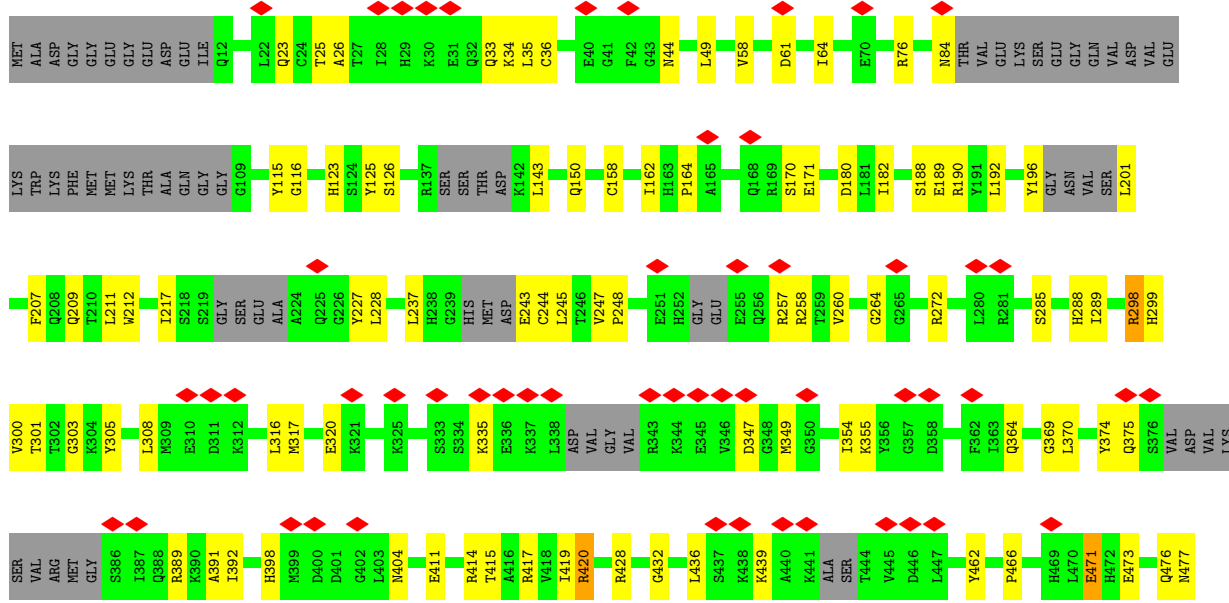 MET ALA ASP GLY GLY GLU GLY GLU ASP GLU ILE Q12 L22 Q23 C24 T25 A26 T27 I28 H29 K30 E31 Q32 Q33 K34 L35 C36 E40 G41 F42 G43 N44 L49 V58 D61 I64 E70 R76 N84 THR VAL GLU LYS SER GLU GLY GLN VAL ASP VAL GLU
LYS TRP LYS PHE MET MET LYS THR ALA GLN GLY GLY G109 Y115 G116 H123 S124 Y125 S126 R137 SER SER THR ASP K142 L143 Q150 C158 I162 H163 P164 A165 Q168 R169 S170 E171 D180 L181 I182 S188 E189 R190 Y191 L192 Y196 GLY ASN VAL SER L201
F207 Q208 Q209 T210 L211 W212 I217 S218 S219 GLY SER GLU ALA A224 Q225 G226 Y227 L228 L237 H238 G239 HIS MET ASP E243 C244 L245 T246 V247 P248 E251 H252 GLY GLU E255 Q256 R257 R258 T259 V260 G264 G265 R272 L280 R281 S285 H288 I289 R298 H299
V300 T301 T302 G303 K304 Y305 L308 M309 E310 D311 K312 L316 M317 E320 K321 K325 S333 S334 K335 E336 K337 L338 ASP VAL GLY VAL R343 K344 E345 V346 D347 G348 M349 G350 I354 K355 Y356 G357 D358 F362 I363 Q364 G369 L370 Y374 Q375 S376 VAL ASP VAL LYS
SER VAL ARG MET GLY S386 I387 Q388 R389 K390 A391 I392 H398 M399 D400 D401 G402 L403 N404 E411 R414 T415 A416 R417 V418 I419 R420 R428 G432 L436 S437 K438 K439 A440 K441 ALA SER T444 V445 D446 L447 Y462 P466 H469 L470 E471 H472 E473 Q476 N477